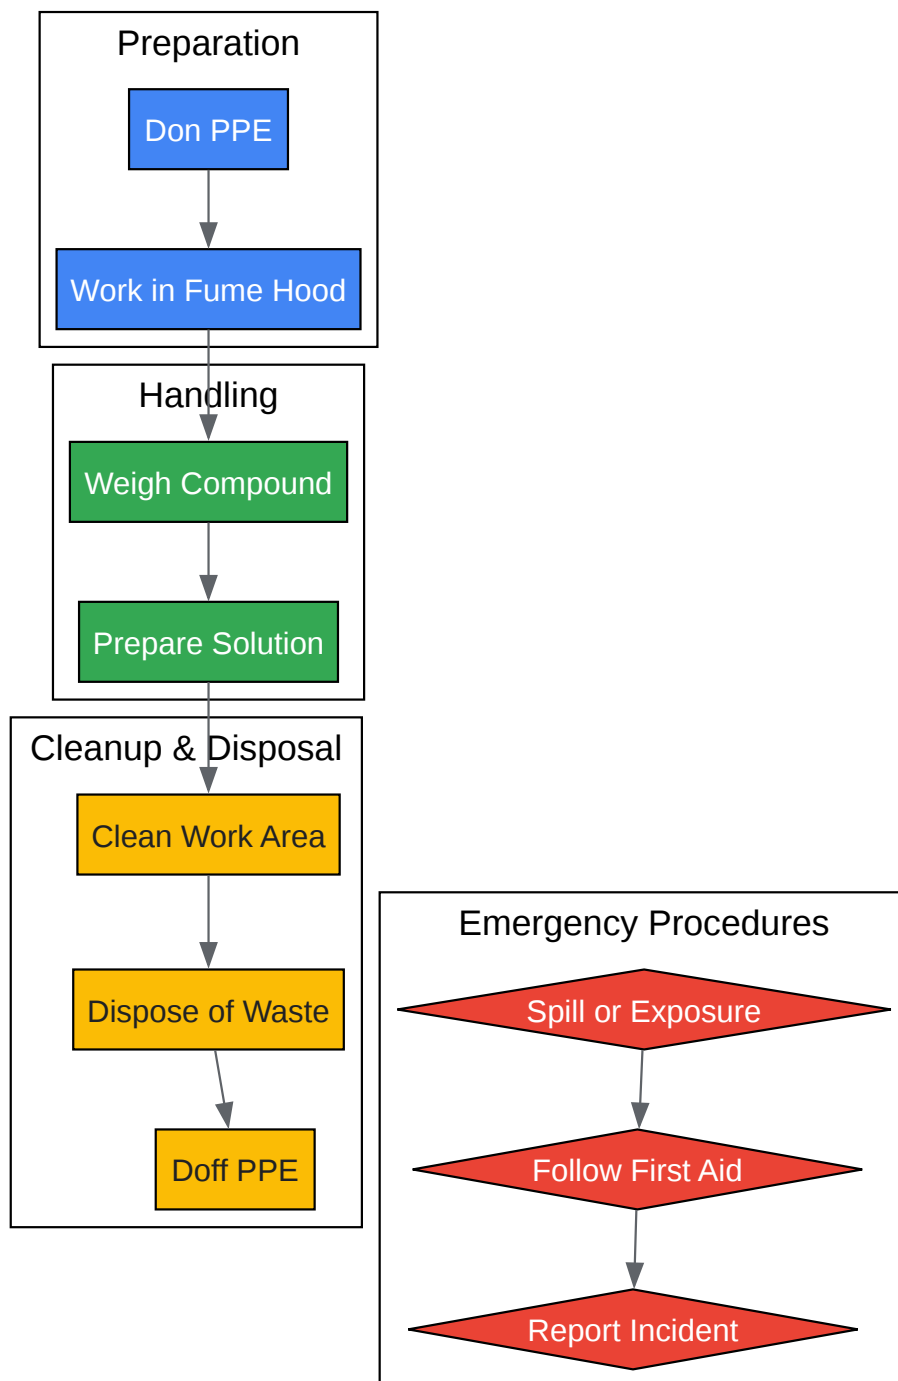 Preparation
Don PPE
Work in Fume Hood
Handling
Weigh Compound
Prepare Solution
Cleanup & Disposal
Clean Work Area
Dispose of Waste
Doff PPE
Emergency Procedures
Spill or Exposure
Follow First Aid
Report Incident